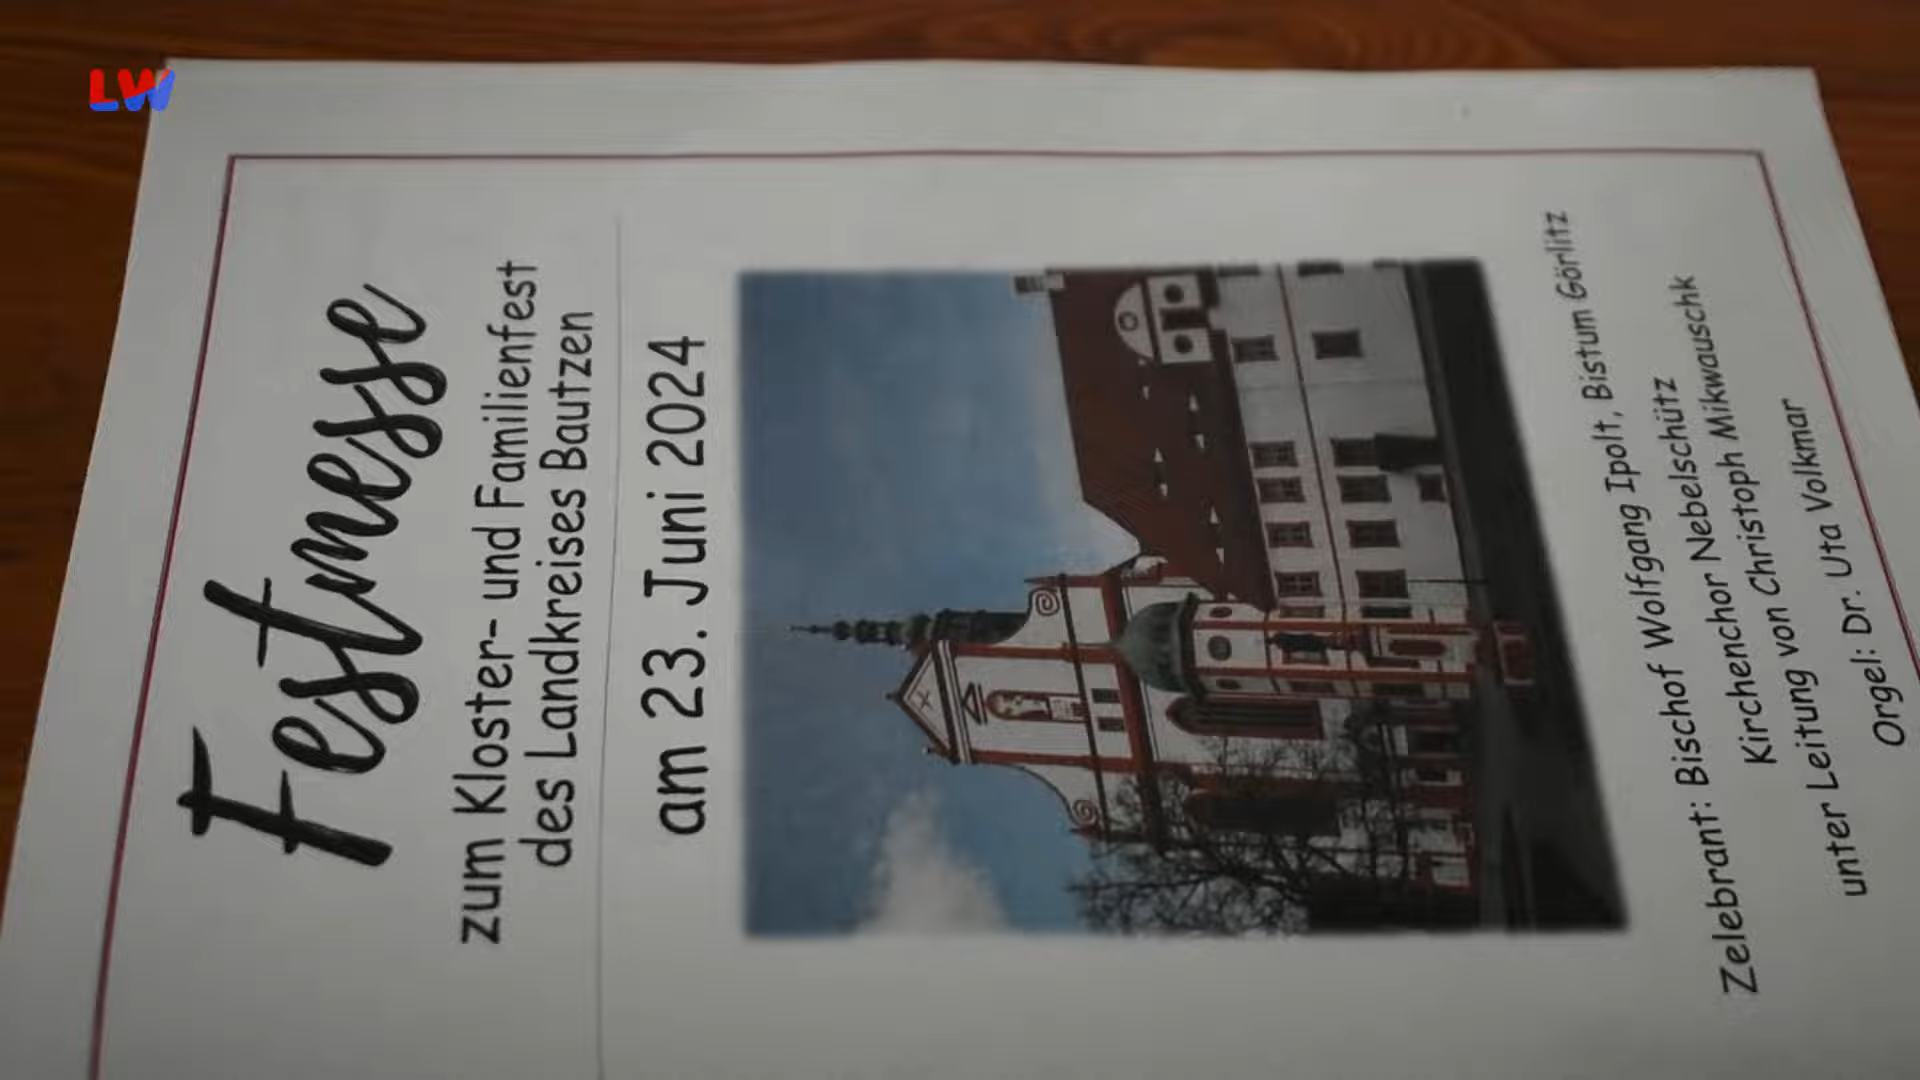 LW
Festmesse
zum Kloster- und Familienfest
des Landkreises Bautzen
am 23. Juni 2024
Zelebrant: Bischof Wolfgang Ipolt, Bistum Görlitz
Kirchenchor Nebelschütz
unter Leitung von Christoph Mikwauschk
Orgel: Dr. Uta Volkmar